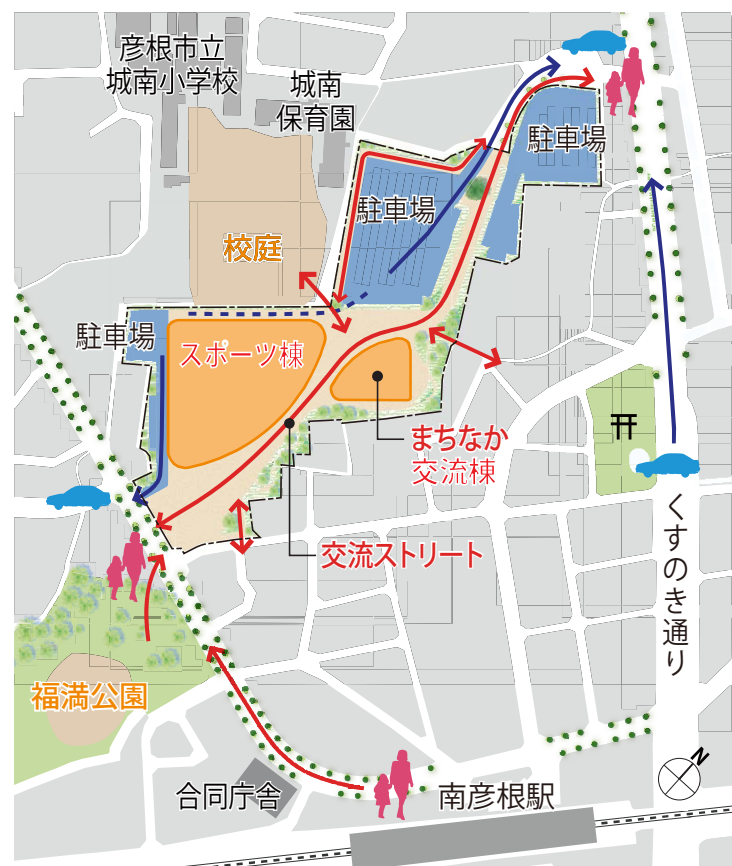 彦根市立
城南小学校
城南
保育園
駐車場
駐車場
校庭
駐車場
スポーツ棟
まちなか
交流棟
交流ストリート
くすのき通り
福満公園
合同庁舎
南彦根駅
N